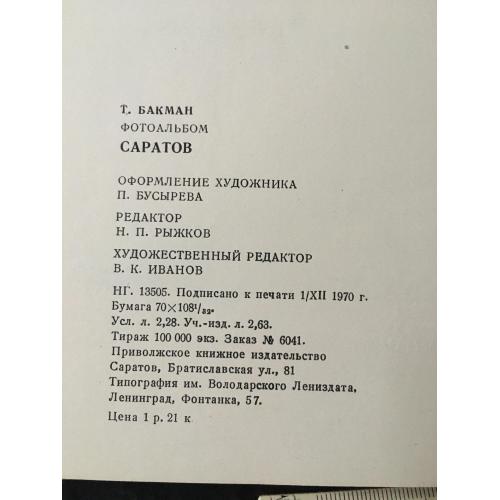 Т. БАКМАН
ФОТОАЛЬБОМ
САРАТОВ
ОФОРМЛЕНИЕ ХУДОЖНИКА
П. БУСЫРЕВА
РЕДАКТОР
Н. П. РЫЖКОВ
ХУДОЖЕСТВЕННЫЙ РЕДАКТОР
В. К. ИВАНОВ
НГ. 13505. Подписано к печати 1/XII 1970 г.
Бумага 70×108¹/₃₂.
Усл. л. 2,28. Уч.-изд. л. 2,63.
Тираж 100 000 экз. Заказ № 6041.
Приволжское книжное издательство
Саратов, Братиславская ул., 81
Типография им. Володарского Лениздата,
Ленинград, Фонтанка, 57.
Цена 1 р. 21 к.